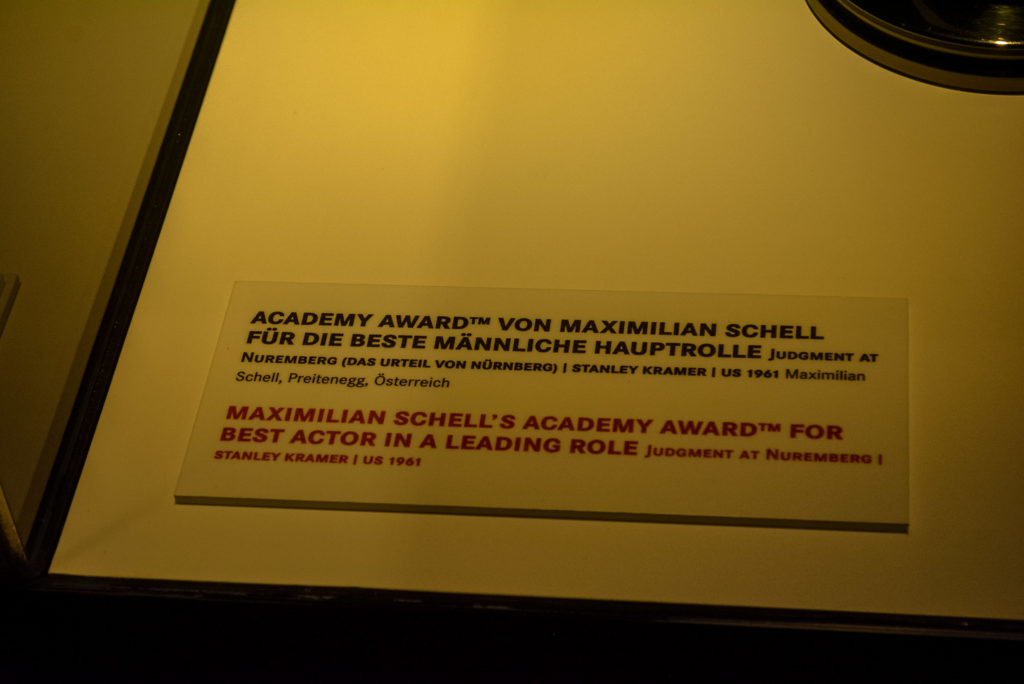 ACADEMY AWARD™ VON MAXIMILIAN SCHELL
FÜR DIE BESTE MÄNNLICHE HAUPTROLLE JUDGMENT AT
NUREMBERG (DAS URTEIL VON NÜRNBERG) | STANLEY KRAMER | US 1961 Maximilian
Schell, Preitenegg, Österreich
MAXIMILIAN SCHELL'S ACADEMY AWARD™ FOR
BEST ACTOR IN A LEADING ROLE JUDGMENT AT NUREMBERG |
STANLEY KRAMER | US 1961